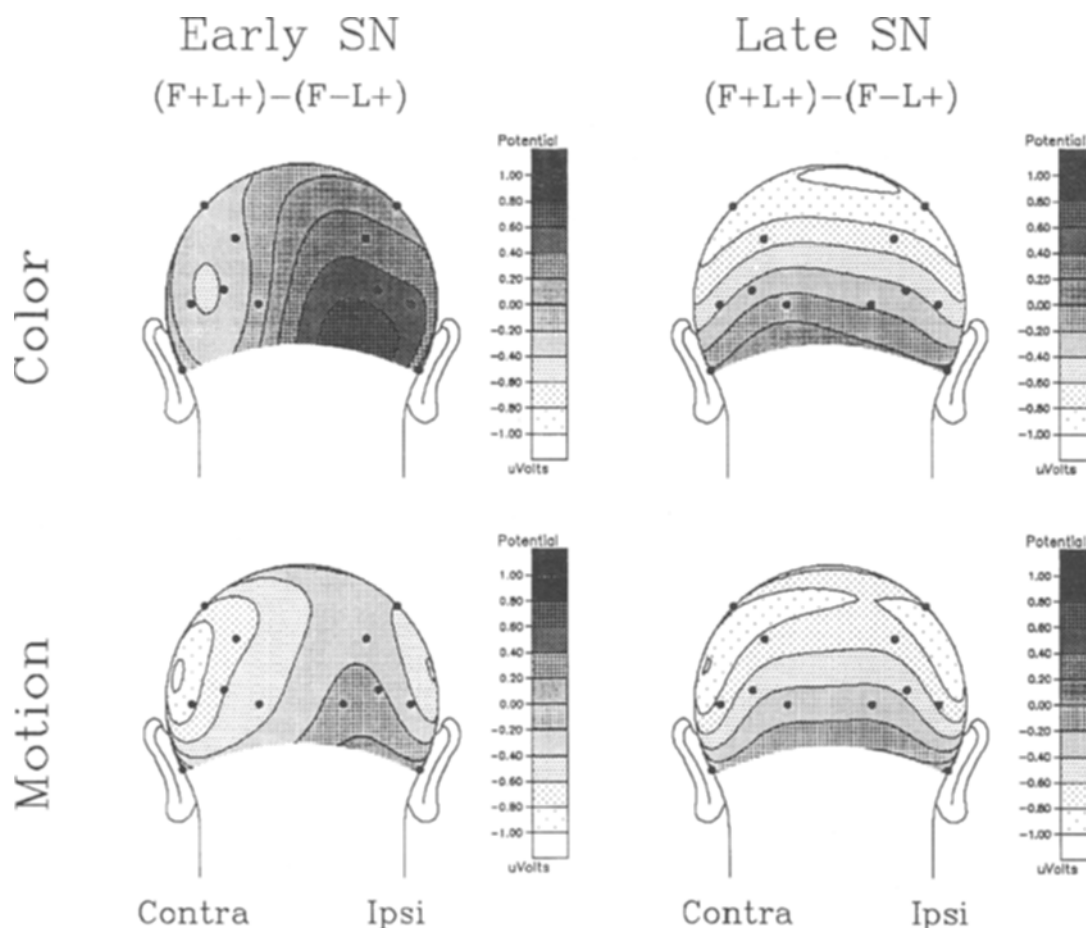 Early SN
Late SN
(F+L+)-(F-L+)
(F+L+)-(F-L+)
Color
Potential
1.00
0.80
0.60
0.40
0.20
0.00
-0.20
-0.40
-0.60
-0.80
-1.00
uVolts
Potential
1.00
0.80
0.60
0.40
0.20
0.00
-0.20
-0.40
-0.60
-0.80
-1.00
uVolts
Motion
Potential
1.00
0.80
0.60
0.40
0.20
0.00
-0.20
-0.40
-0.60
-0.80
-1.00
uVolts
Potential
1.00
0.80
0.60
0.40
0.20
0.00
-0.20
-0.40
-0.60
-0.80
-1.00
uVolts
Contra
Ipsi
Contra
Ipsi